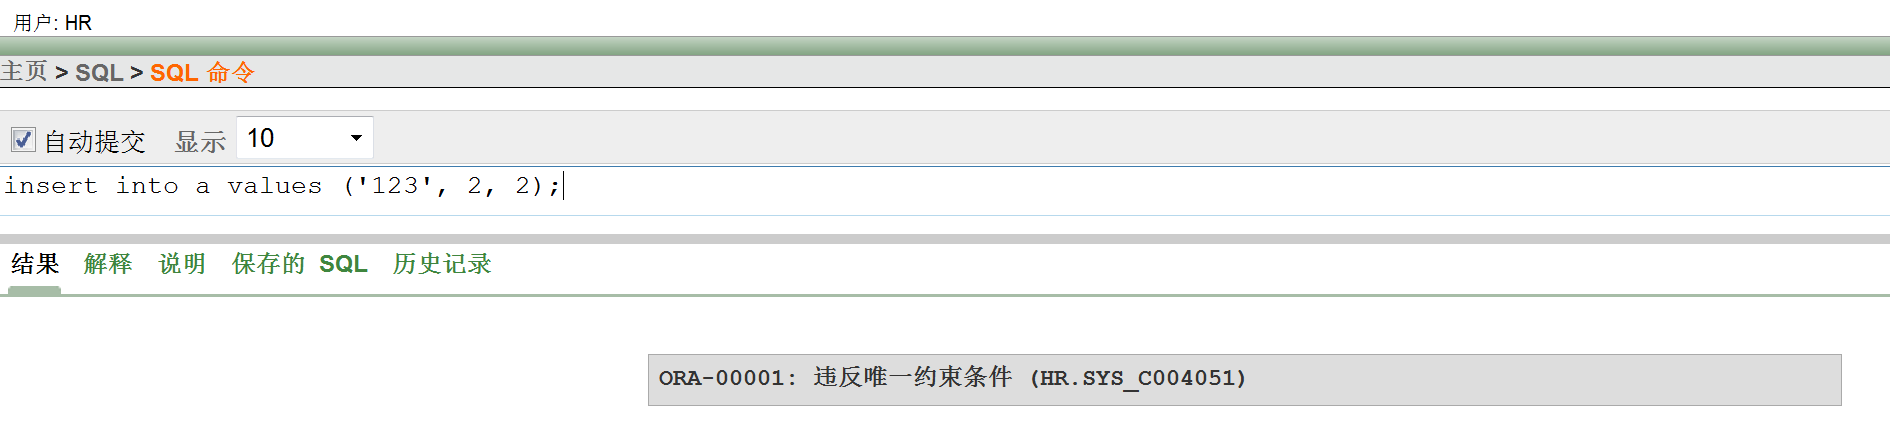 用户: HR
主页 > SQL > SQL 命令
自动提交 显示 10
insert into a values ('123', 2, 2);
结果 解释 说明 保存的 SQL 历史记录
ORA-00001: 违反唯一约束条件 (HR.SYS_C004051)